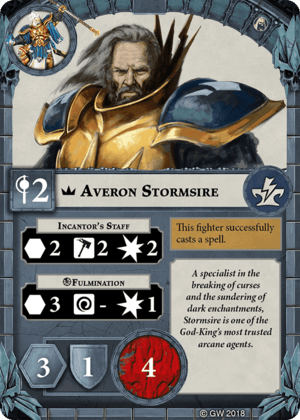 2
Averon Stormsire
Incantor's Staff
2 2 2
Fulmination
3 - 1
This fighter successfully
casts a spell.
A specialist in the
breaking of curses
and the sundering of
dark enchantments,
Stormsire is one of the
God-King's most trusted
arcane agents.
3 1 4
© GW 2018